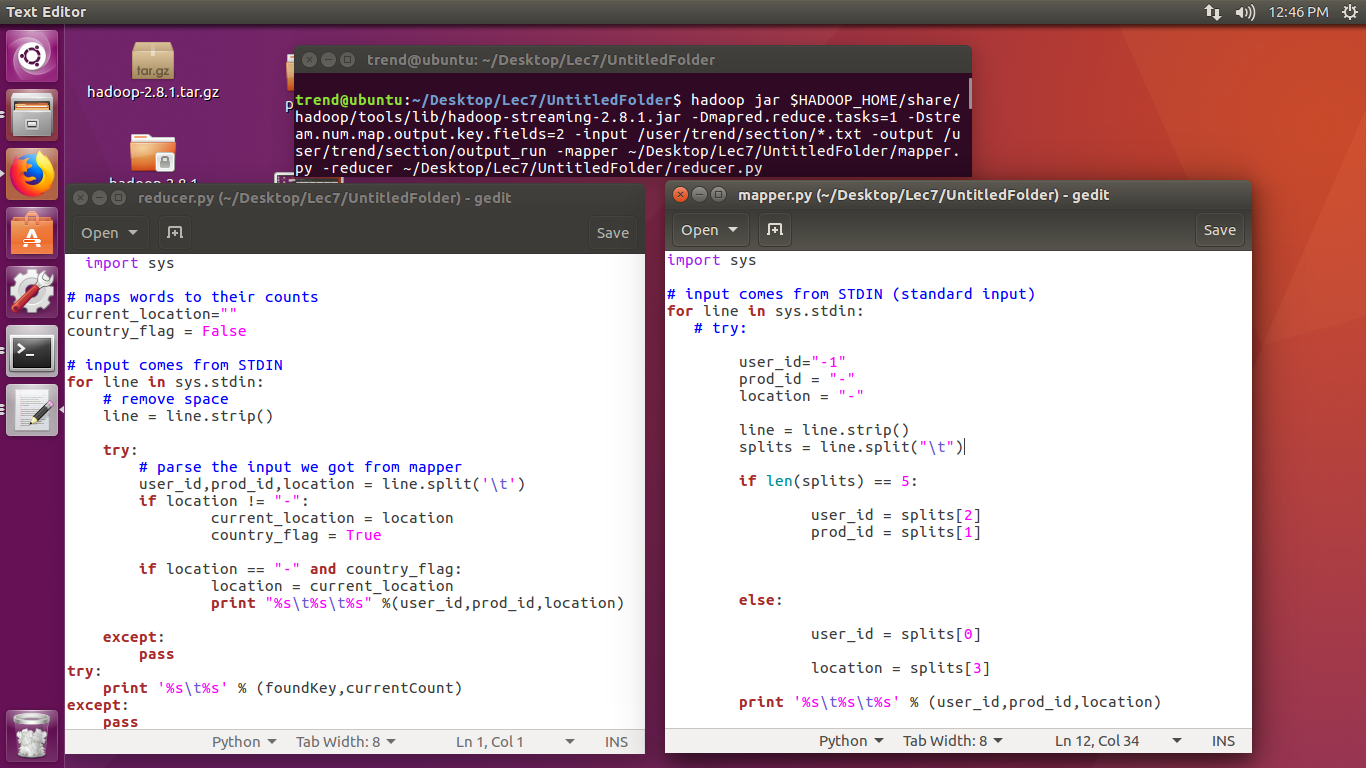 Text Editor
12:46 PM
tar.gz
hadoop-2.8.1.tar.gz
trend@ubuntu: ~/Desktop/Lec7/UntitledFolder
trend@ubuntu:~/Desktop/Lec7/UntitledFolder$ hadoop jar $HADOOP_HOME/share/
hadoop/tools/lib/hadoop-streaming-2.8.1.jar -Dmapred.reduce.tasks=1 -Dstre
am.num.map.output.key.fields=2 -input /user/trend/section/*.txt -output /u
ser/trend/section/output_run -mapper ~/Desktop/Lec7/UntitledFolder/mapper.
py -reducer ~/Desktop/Lec7/UntitledFolder/reducer.py
hadoop-2.8.1
reducer.py (~/Desktop/Lec7/UntitledFolder) - gedit
Open
Save
  import sys
# maps words to their counts
current_location=""
country_flag = False
# input comes from STDIN
for line in sys.stdin:
    # remove space
    line = line.strip()
    try:
        # parse the input we got from mapper
        user_id,prod_id,location = line.split('\t')
        if location != "-":
                current_location = location
                country_flag = True
        if location == "-" and country_flag:
                location = current_location
                print "%s\t%s\t%s" %(user_id,prod_id,location)
    except:
        pass
try:
    print '%s\t%s' % (foundKey,currentCount)
except:
    pass
Python
Tab Width: 8
Ln 1, Col 1
INS
mapper.py (~/Desktop/Lec7/UntitledFolder) - gedit
Open
Save
import sys
# input comes from STDIN (standard input)
for line in sys.stdin:
   # try:
        user_id="-1"
        prod_id = "-"
        location = "-"
        line = line.strip()
        splits = line.split("\t")
        if len(splits) == 5:
                user_id = splits[2]
                prod_id = splits[1]
        else:
                user_id = splits[0]
                location = splits[3]
        print '%s\t%s\t%s' % (user_id,prod_id,location)
Python
Tab Width: 8
Ln 12, Col 34
INS